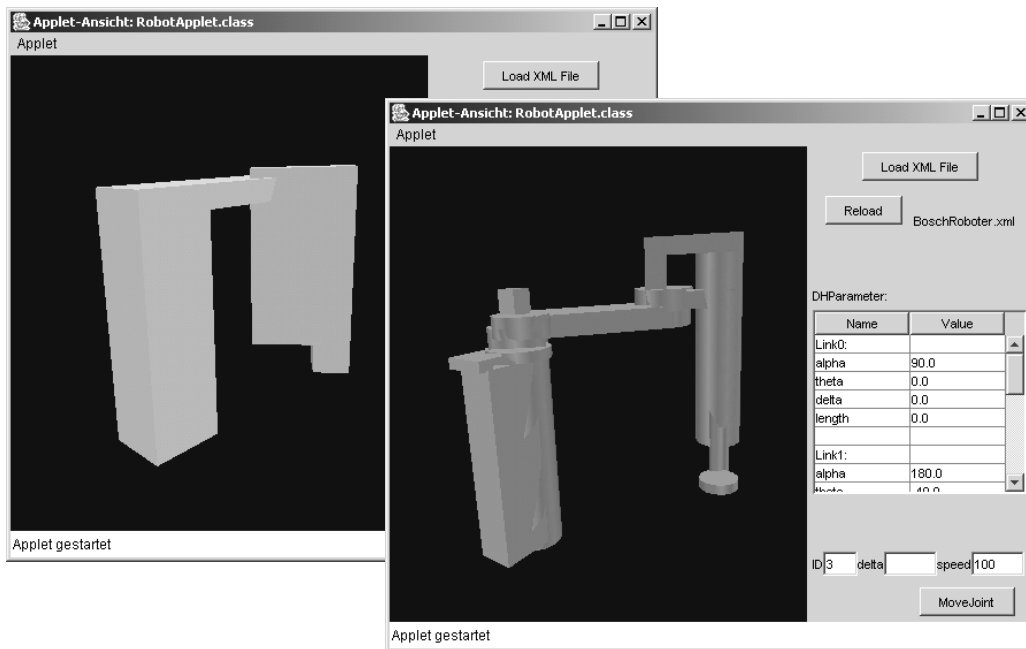 Applet-Ansicht: RobotApplet.class
Applet
Load XML File
Applet gestartet
Applet-Ansicht: RobotApplet.class
Applet
Load XML File
Reload
BoschRoboter.xml
DHParameter:
Name Value
Link0:
alpha 90.0
theta 0.0
delta 0.0
length 0.0
Link1:
alpha 180.0
ID 3 delta speed 100
MoveJoint
Applet gestartet